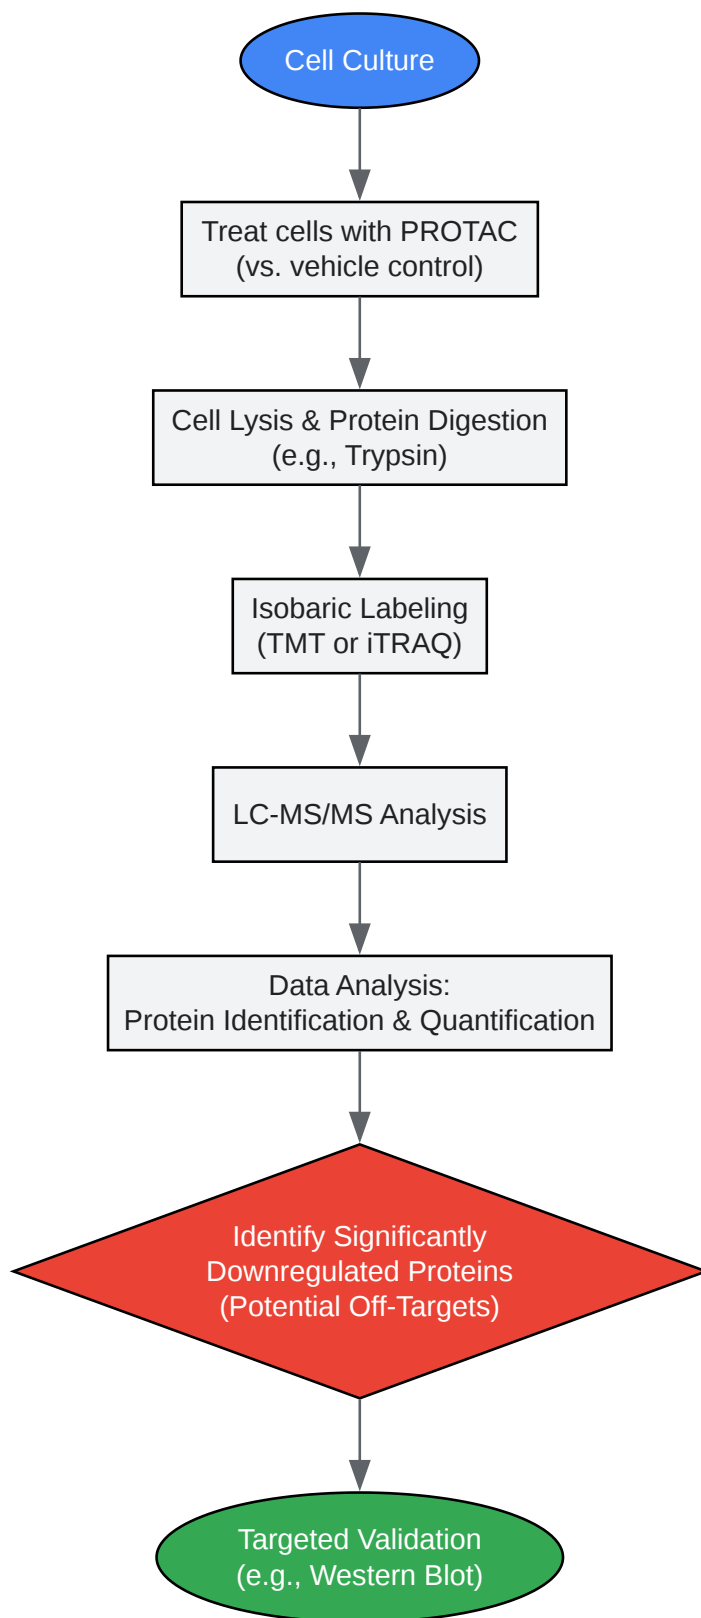 Cell Culture
Treat cells with PROTAC
(vs. vehicle control)
Cell Lysis & Protein Digestion
(e.g., Trypsin)
Isobaric Labeling
(TMT or iTRAQ)
LC-MS/MS Analysis
Data Analysis:
Protein Identification & Quantification
Identify Significantly
Downregulated Proteins
(Potential Off-Targets)
Targeted Validation
(e.g., Western Blot)